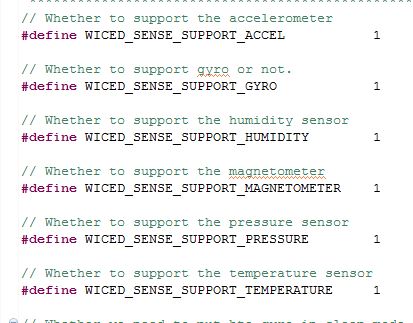 // Whether to support the accelerometer
#define WICED_SENSE_SUPPORT_ACCEL 1
// Whether to support gyro or not.
#define WICED_SENSE_SUPPORT_GYRO 1
// Whether to support the humidity sensor
#define WICED_SENSE_SUPPORT_HUMIDITY 1
// Whether to support the magnetometer
#define WICED_SENSE_SUPPORT_MAGNETOMETER 1
// Whether to support the pressure sensor
#define WICED_SENSE_SUPPORT_PRESSURE 1
// Whether to support the temperature sensor
#define WICED_SENSE_SUPPORT_TEMPERATURE 1